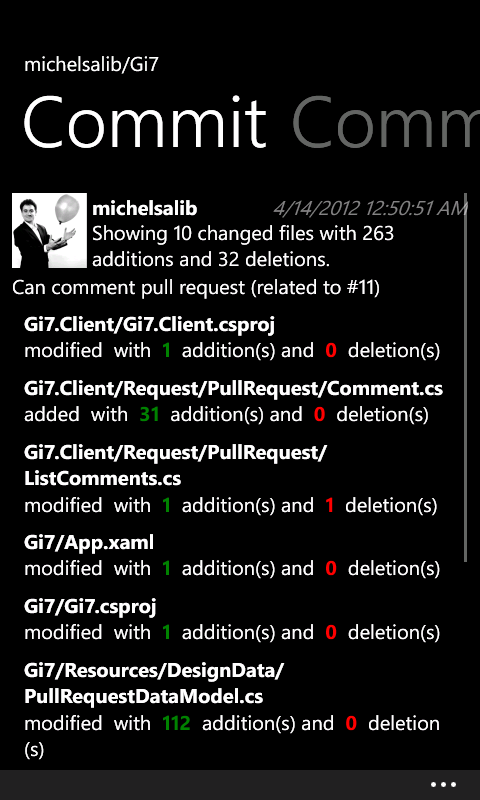 michelsalib/Gi7
Commit Comm
michelsalib 4/14/2012 12:50:51 AM
Showing 10 changed files with 263
additions and 32 deletions.
Can comment pull request (related to #11)
Gi7.Client/Gi7.Client.csproj
modified with 1 addition(s) and 0 deletion(s)
Gi7.Client/Request/PullRequest/Comment.cs
added with 31 addition(s) and 0 deletion(s)
Gi7.Client/Request/PullRequest/
ListComments.cs
modified with 1 addition(s) and 1 deletion(s)
Gi7/App.xaml
modified with 1 addition(s) and 0 deletion(s)
Gi7/Gi7.csproj
modified with 1 addition(s) and 0 deletion(s)
Gi7/Resources/DesignData/
PullRequestDataModel.cs
modified with 112 addition(s) and 0 deletion
(s)